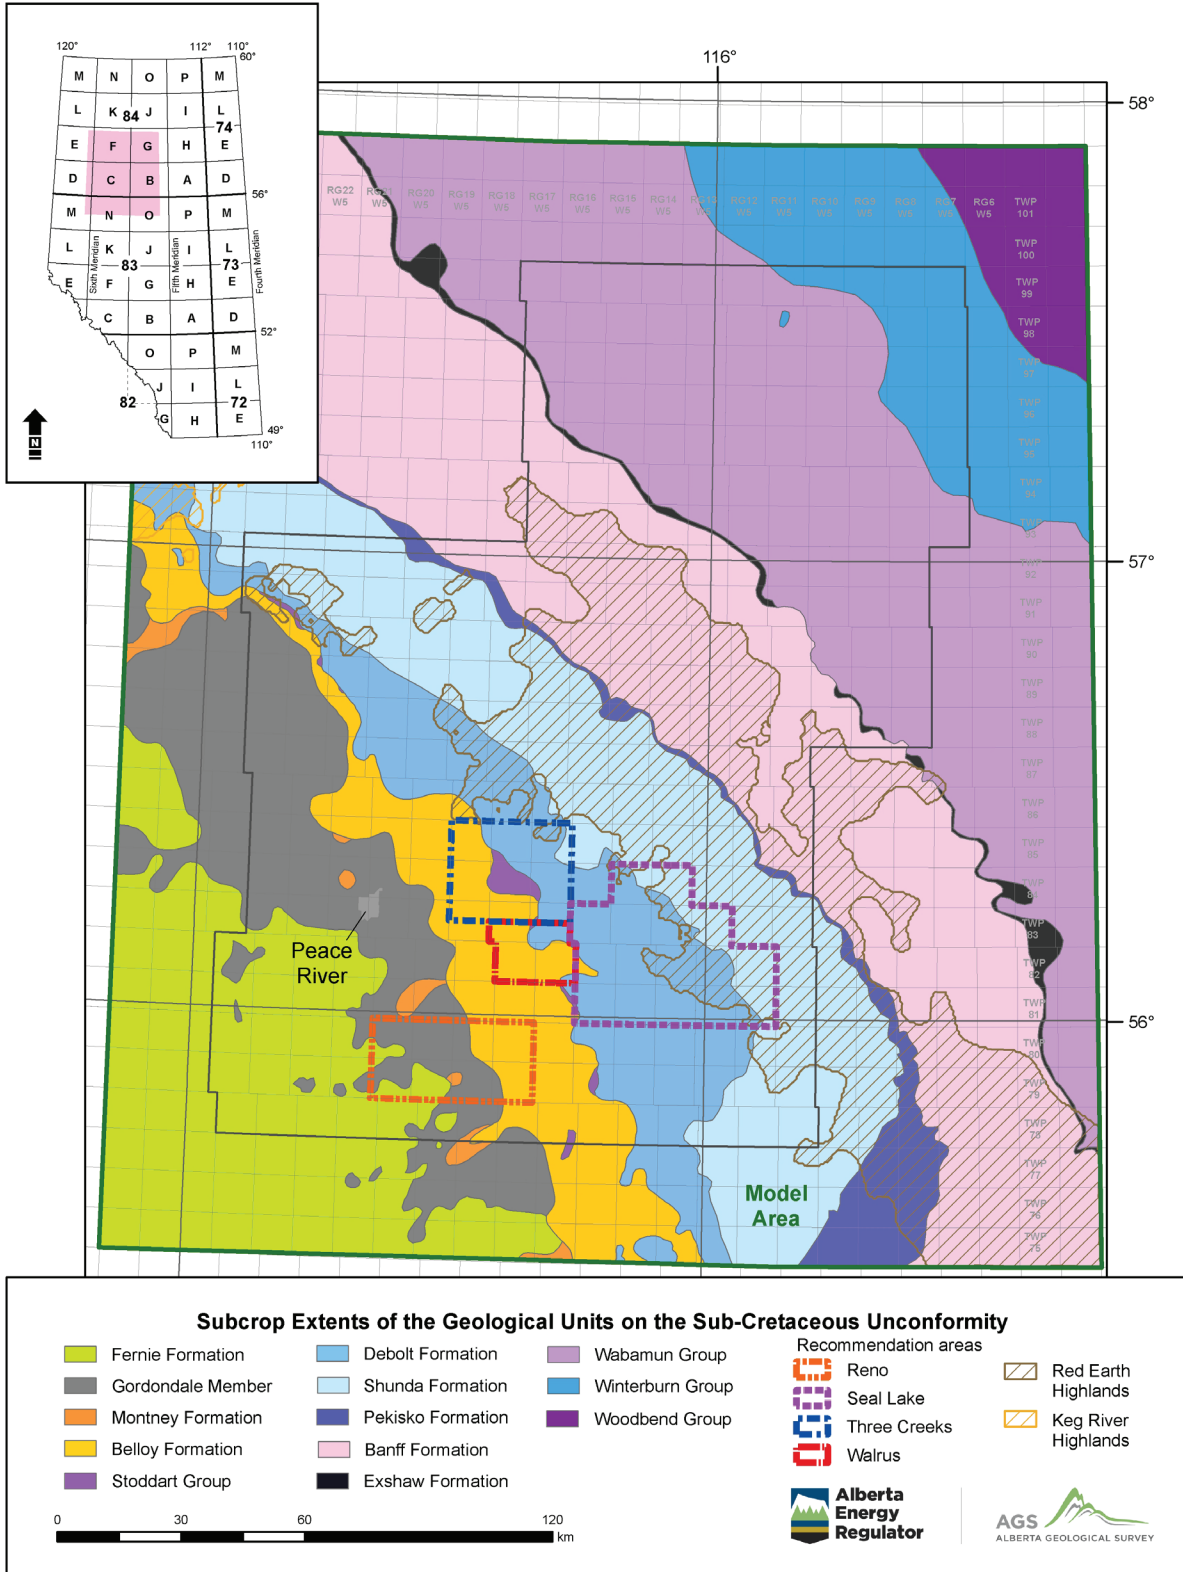 120° 112° 110°
60°
M N O P M
L K 84 J I L
74
E F G H E
D C B A D
56°
M N O P M
L K J I L
83 73
E F G H E
C B A D
52°
O P M
J I L
82 72
G H E
49°
110°
Sixth Meridian
Fifth Meridian
Fourth Meridian
N
116°
58°
57°
56°
RG22 W5
RG21 W5
RG20 W5
RG19 W5
RG18 W5
RG17 W5
RG16 W5
RG15 W5
RG14 W5
RG13 W5
RG12 W5
RG11 W5
RG10 W5
RG9 W5
RG8 W5
RG7 W5
RG6 W5
TWP 101
TWP 100
TWP 99
TWP 98
TWP 97
TWP 96
TWP 95
TWP 94
TWP 93
TWP 92
TWP 91
TWP 90
TWP 89
TWP 88
TWP 87
TWP 86
TWP 85
TWP 84
TWP 83
TWP 82
TWP 81
TWP 80
TWP 79
TWP 78
TWP 77
TWP 76
TWP 75
Peace
River
Model
Area
Subcrop Extents of the Geological Units on the Sub-Cretaceous Unconformity
Fernie Formation
Gordondale Member
Montney Formation
Belloy Formation
Stoddart Group
Debolt Formation
Shunda Formation
Pekisko Formation
Banff Formation
Exshaw Formation
Wabamun Group
Winterburn Group
Woodbend Group
Recommendation areas
Reno
Seal Lake
Three Creeks
Walrus
Red Earth
Highlands
Keg River
Highlands
0 30 60 120
km
Alberta
Energy
Regulator
AGS
ALBERTA GEOLOGICAL SURVEY